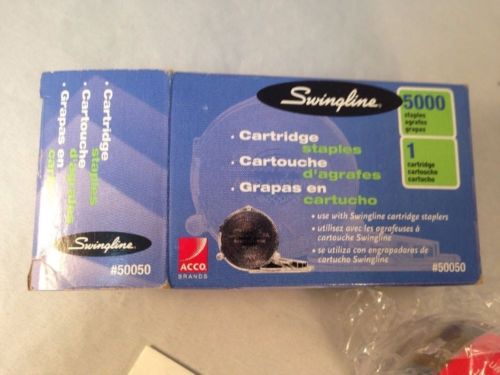 · Cartridge
staples
· Cartouche
d'agrafes
· Grapas en
Swingline
#50050
Swingline
5000
staples
agrafes
grapas
1
cartridge
cartouche
cartucho
· Cartridge
staples
· Cartouche
d'agrafes
· Grapas en
cartucho
• use with Swingline cartridge staplers
• utilisez avec les agrafeuses à
cartouche Swingline
• se utiliza con engrapadoras de
cartucho Swingline
ACCO
BRANDS
#50050